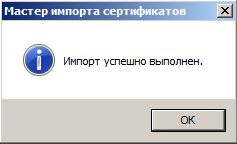 Мастер импорта сертификатов
Импорт успешно выполнен.
OK